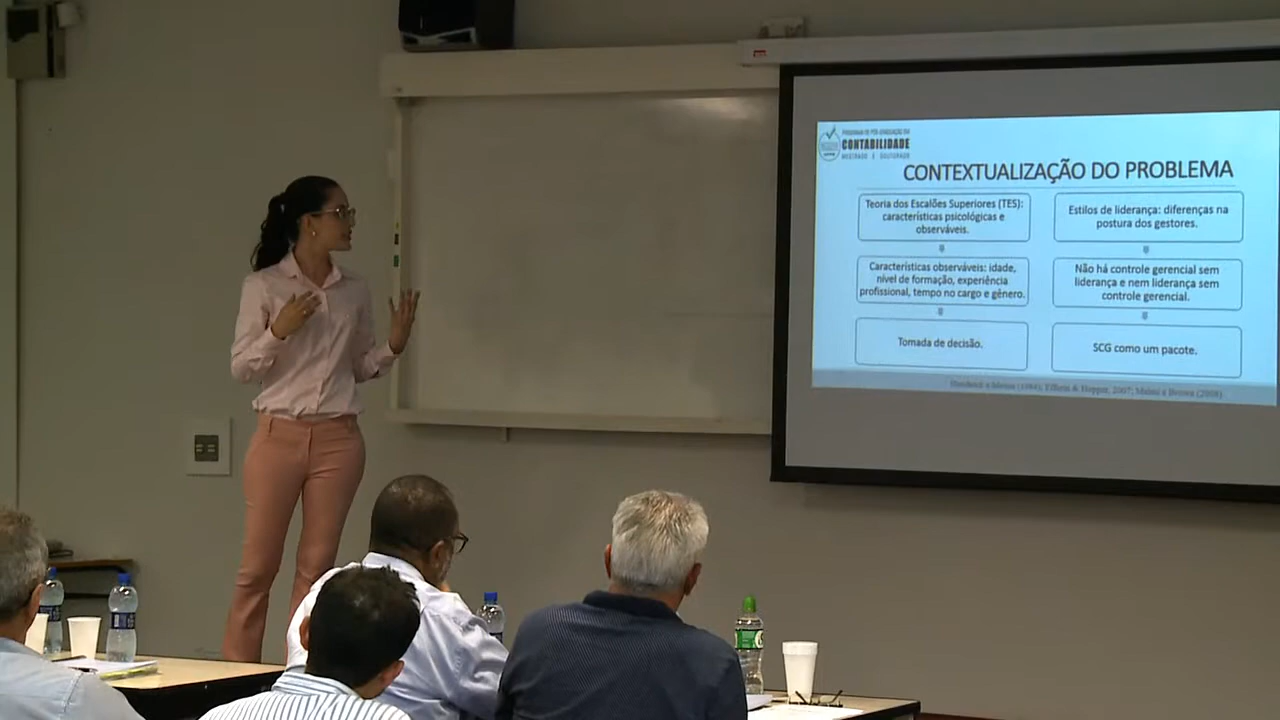 PROGRAMA DE PÓS-GRADUAÇÃO EM
CONTABILIDADE
MESTRADO E DOUTORADO
CONTEXTUALIZAÇÃO DO PROBLEMA
Teoria dos Escalões Superiores (TES):
características psicológicas e
observáveis.
Características observáveis: idade,
nível de formação, experiência
profissional, tempo no cargo e gênero.
Tomada de decisão.
Estilos de liderança: diferenças na
postura dos gestores.
Não há controle gerencial sem
liderança e nem liderança sem
controle gerencial.
SCG como um pacote.